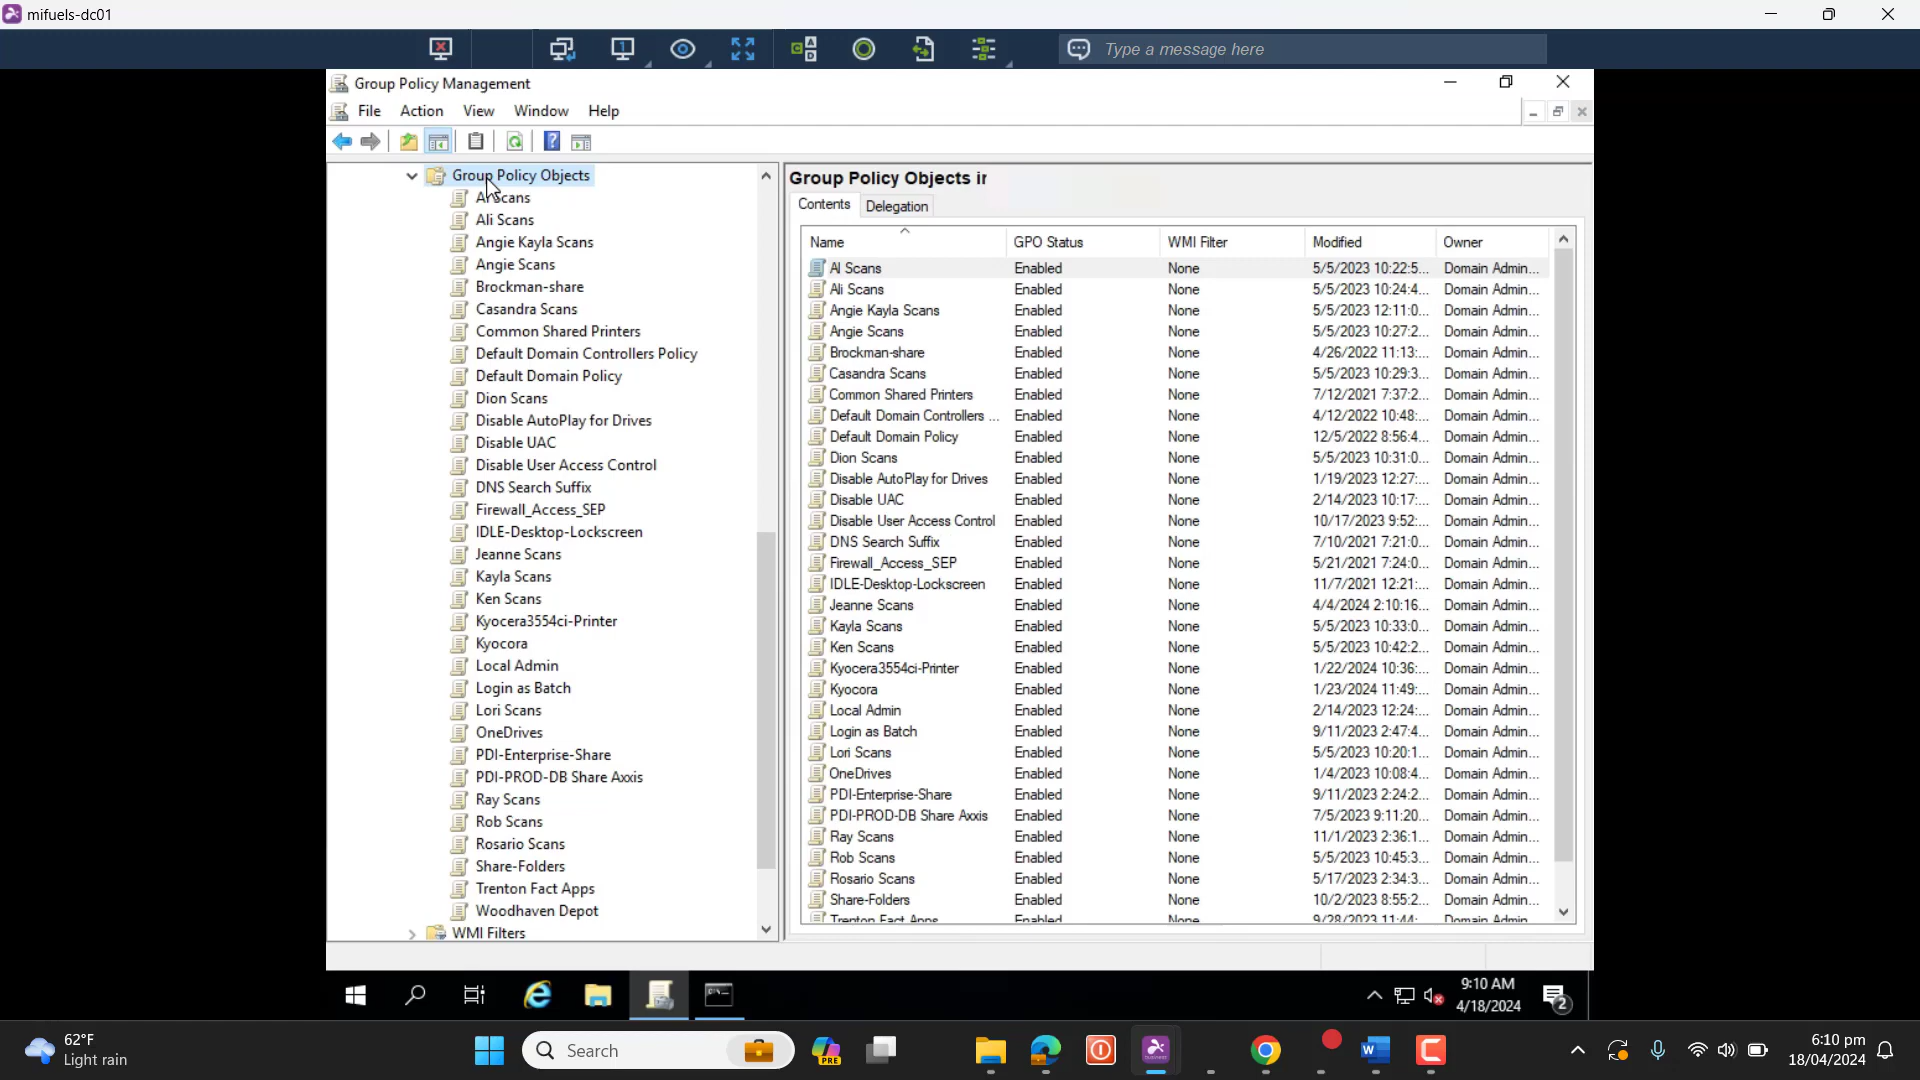 mifuels-dc01
Type a message here
Group Policy Management
File Action View Window Help
Group Policy Objects
Al Scans
Ali Scans
Angie Kayla Scans
Angie Scans
Brockman-share
Casandra Scans
Common Shared Printers
Default Domain Controllers Policy
Default Domain Policy
Dion Scans
Disable AutoPlay for Drives
Disable UAC
Disable User Access Control
DNS Search Suffix
Firewall_Access_SEP
IDLE-Desktop-Lockscreen
Jeanne Scans
Kayla Scans
Ken Scans
Kyocera3554ci-Printer
Kyocora
Local Admin
Login as Batch
Lori Scans
OneDrives
PDI-Enterprise-Share
PDI-PROD-DB Share Axxis
Ray Scans
Rob Scans
Rosario Scans
Share-Folders
Trenton Fact Apps
Woodhaven Depot
WMI Filters
Group Policy Objects in
Contents Delegation
Name GPO Status WMI Filter Modified Owner
Al Scans Enabled None 5/5/2023 10:22:5... Domain Admin...
Ali Scans Enabled None 5/5/2023 10:24:4... Domain Admin...
Angie Kayla Scans Enabled None 5/5/2023 12:11:0... Domain Admin...
Angie Scans Enabled None 5/5/2023 10:27:2... Domain Admin...
Brockman-share Enabled None 4/26/2022 11:13:... Domain Admin...
Casandra Scans Enabled None 5/5/2023 10:29:3... Domain Admin...
Common Shared Printers Enabled None 7/12/2021 7:37:2... Domain Admin...
Default Domain Controllers ... Enabled None 4/12/2022 10:48:... Domain Admin...
Default Domain Policy Enabled None 12/5/2022 8:56:4... Domain Admin...
Dion Scans Enabled None 5/5/2023 10:31:0... Domain Admin...
Disable AutoPlay for Drives Enabled None 1/19/2023 12:27:... Domain Admin...
Disable UAC Enabled None 2/14/2023 10:17:... Domain Admin...
Disable User Access Control Enabled None 10/17/2023 9:52:... Domain Admin...
DNS Search Suffix Enabled None 7/10/2021 7:21:0... Domain Admin...
Firewall_Access_SEP Enabled None 5/21/2021 7:24:0... Domain Admin...
IDLE-Desktop-Lockscreen Enabled None 11/7/2021 12:21:... Domain Admin...
Jeanne Scans Enabled None 4/4/2024 2:10:16... Domain Admin...
Kayla Scans Enabled None 5/5/2023 10:33:0... Domain Admin...
Ken Scans Enabled None 5/5/2023 10:42:2... Domain Admin...
Kyocera3554ci-Printer Enabled None 1/22/2024 10:36:... Domain Admin...
Kyocora Enabled None 1/23/2024 11:49:... Domain Admin...
Local Admin Enabled None 2/14/2023 12:24:... Domain Admin...
Login as Batch Enabled None 9/11/2023 2:47:4... Domain Admin...
Lori Scans Enabled None 5/5/2023 10:20:1... Domain Admin...
OneDrives Enabled None 1/4/2023 10:08:4... Domain Admin...
PDI-Enterprise-Share Enabled None 9/11/2023 2:24:2... Domain Admin...
PDI-PROD-DB Share Axxis Enabled None 7/5/2023 9:11:20... Domain Admin...
Ray Scans Enabled None 11/1/2023 2:36:1... Domain Admin...
Rob Scans Enabled None 5/5/2023 10:45:3... Domain Admin...
Rosario Scans Enabled None 5/17/2023 2:34:3... Domain Admin...
Share-Folders Enabled None 10/2/2023 8:55:2... Domain Admin...
Trenton Fact Apps Enabled None 9/28/2023 11:44:... Domain Admin...
9:10 AM
4/18/2024
2
62°F
Light rain
Search
PRE
6:10 pm
18/04/2024